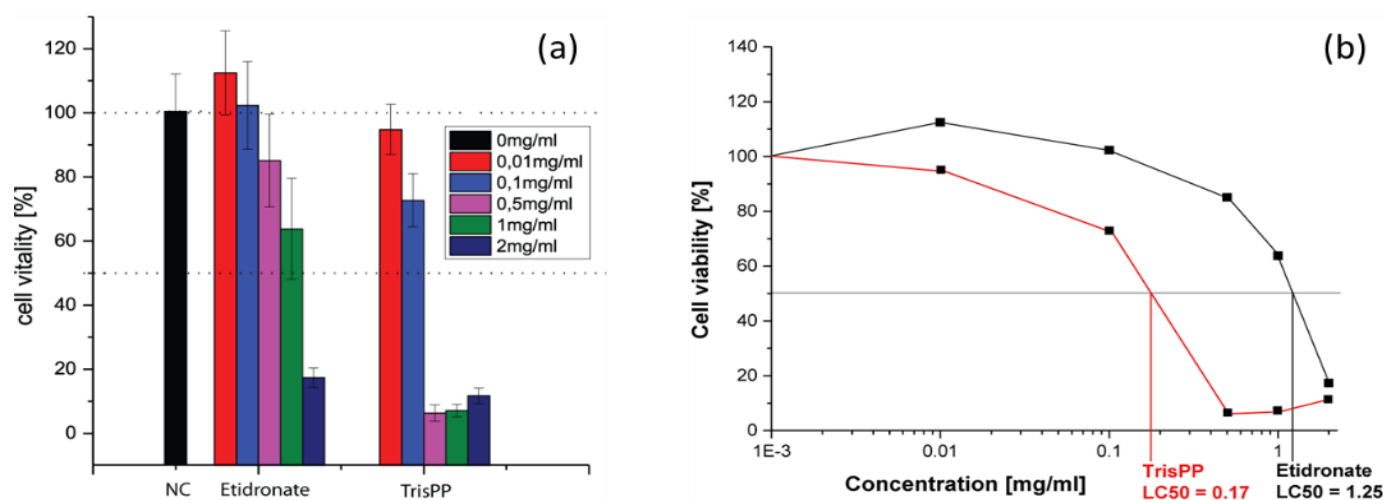 (a)
120
100
80
60
40
20
0
cell vitality [%]
0mg/ml
0,01mg/ml
0,1mg/ml
0,5mg/ml
1mg/ml
2mg/ml
NC Etidronate TrisPP
(b)
140
120
100
80
60
40
20
0
Cell viability [%]
1E-3 0.01 0.1 1
Concentration [mg/ml]
TrisPP
LC50 = 0.17
Etidronate
LC50 = 1.25